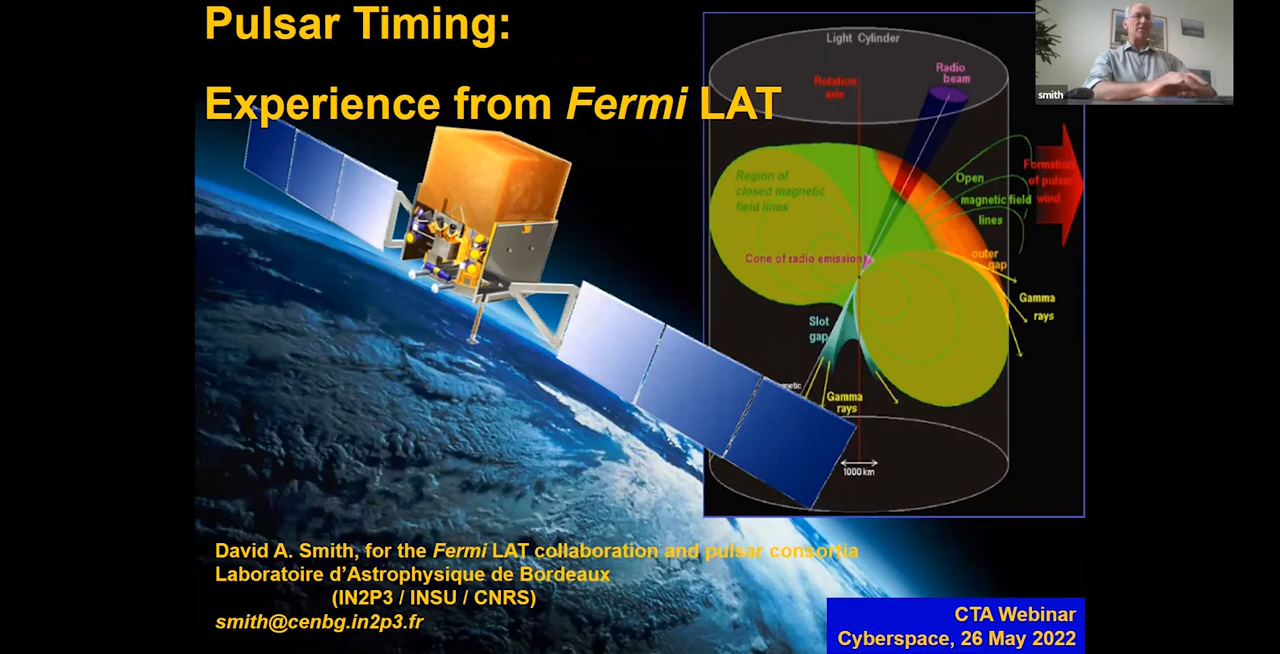 Pulsar Timing:
Experience from Fermi LAT
Light Cylinder
Radio
beam
Rotation
axis
smith
Region of
closed magnetic
field lines
Open
magnetic field
lines
Formation
of pulsar
wind
Cone of radio emission
outer
gap
Gamma
rays
Slot
gap
Gamma
rays
1000 km
David A. Smith, for the Fermi LAT collaboration and pulsar consortia
Laboratoire d’Astrophysique de Bordeaux
(IN2P3 / INSU / CNRS)
smith@cenbg.in2p3.fr
CTA Webinar
Cyberspace, 26 May 2022